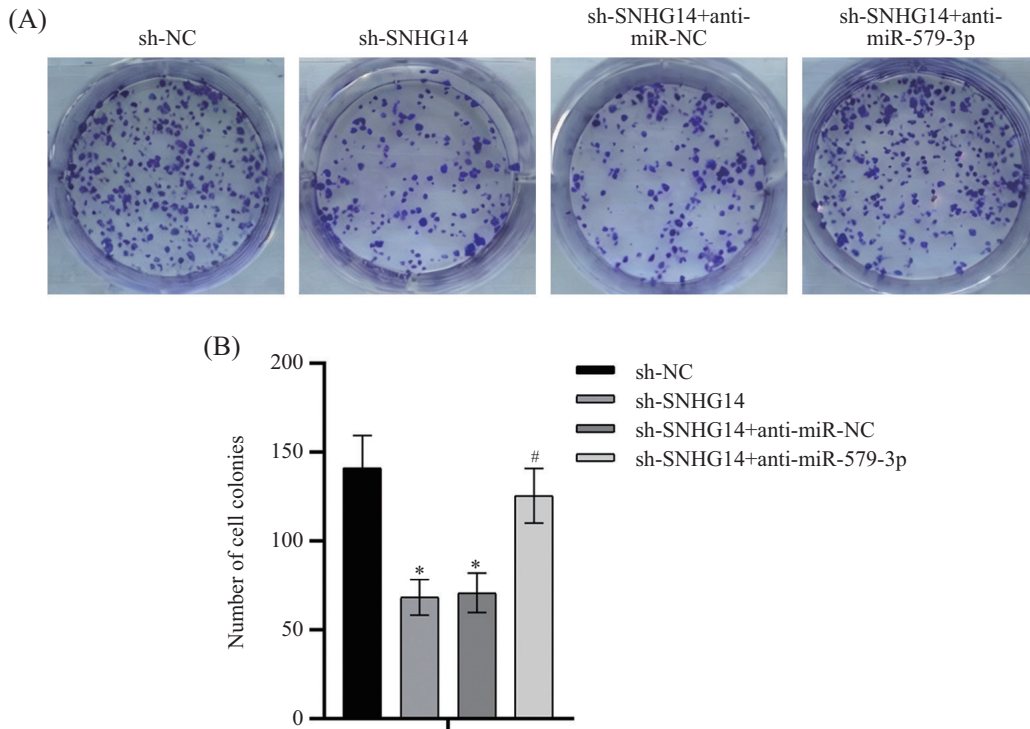 (A)
sh-NC
sh-SNHG14
sh-SNHG14+anti-
miR-NC
sh-SNHG14+anti-
miR-579-3p
(B)
Number of cell colonies
200
150
100
50
0
*
*
#
sh-NC
sh-SNHG14
sh-SNHG14+anti-miR-NC
sh-SNHG14+anti-miR-579-3p